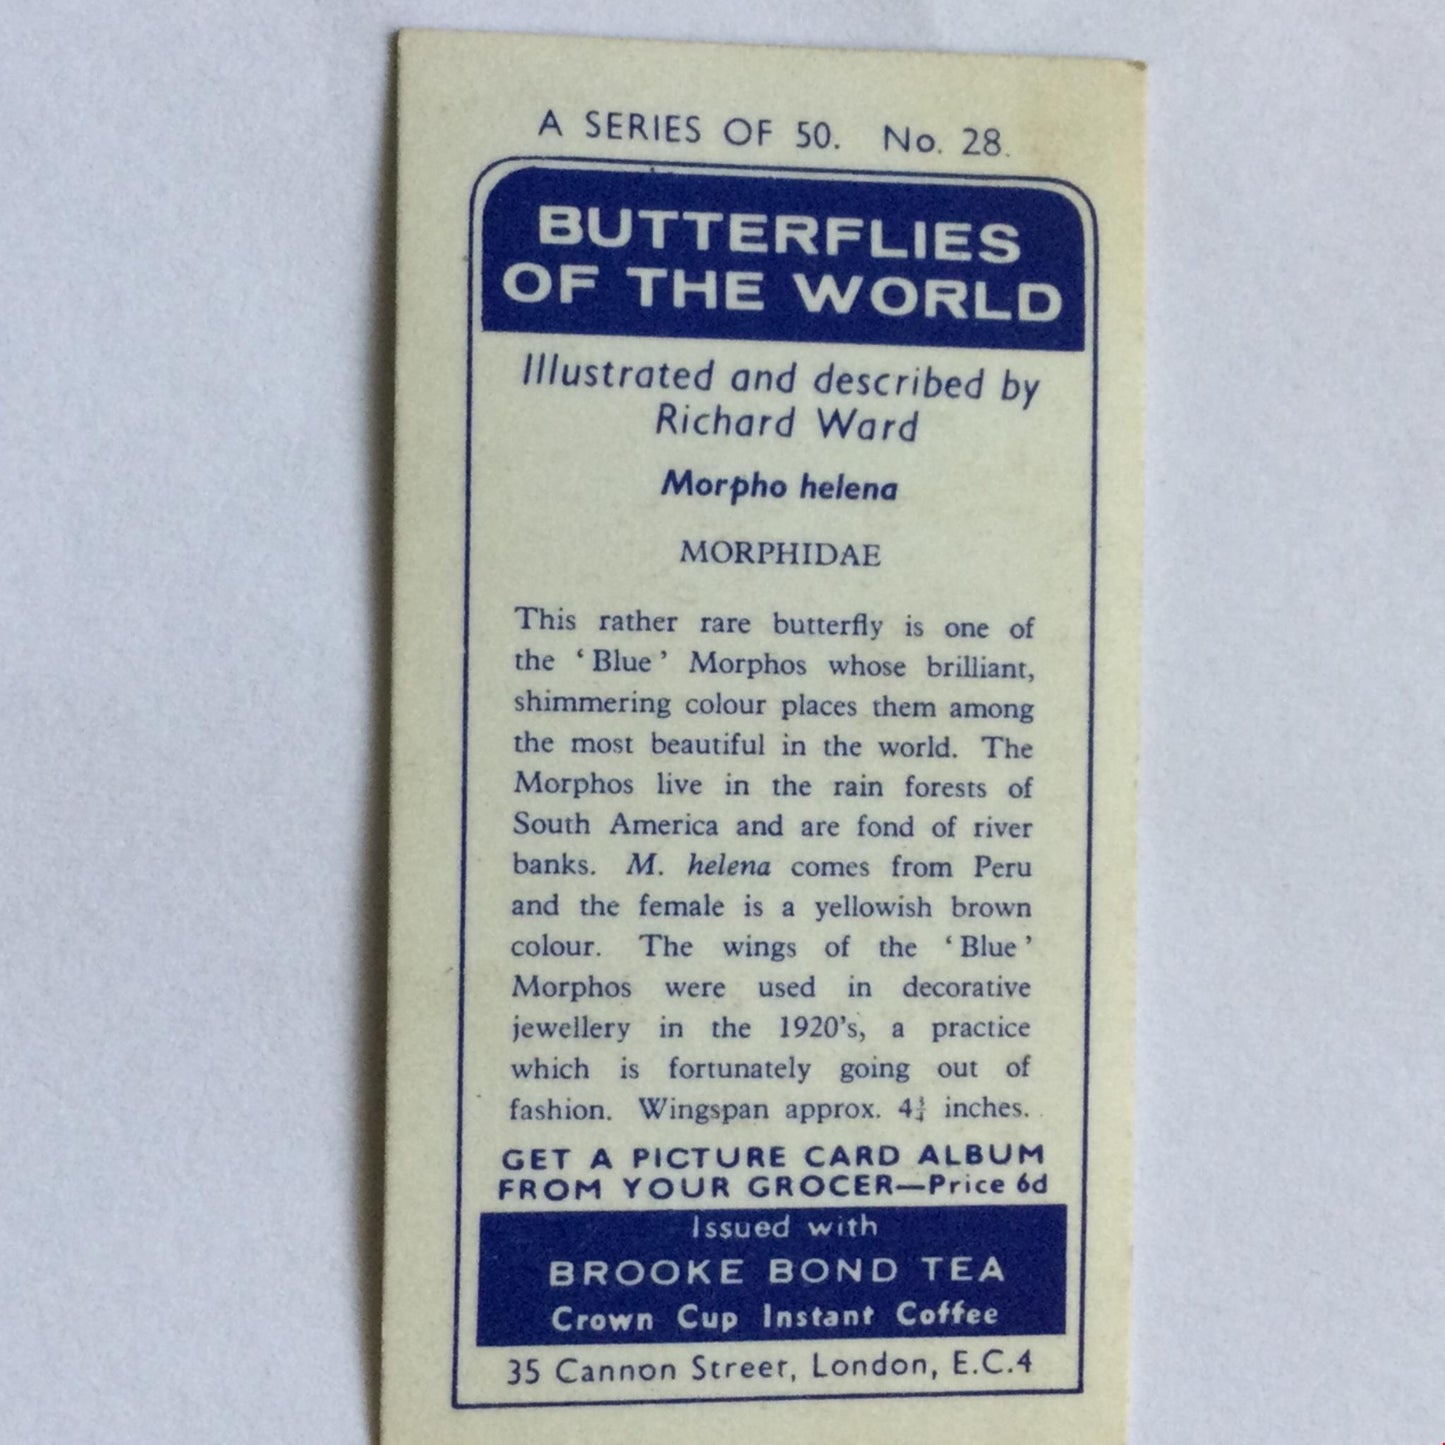 A SERIES OF 50. No. 28.
BUTTERFLIES
OF THE WORLD
Illustrated and described by
Richard Ward
Morpho helena
MORPHIDAE
This rather rare butterfly is one of
the ‘Blue’ Morphos whose brilliant,
shimmering colour places them among
the most beautiful in the world. The
Morphos live in the rain forests of
South America and are fond of river
banks. M. helena comes from Peru
and the female is a yellowish brown
colour. The wings of the ‘Blue’
Morphos were used in decorative
jewellery in the 1920’s, a practice
which is fortunately going out of
fashion. Wingspan approx. 4¾ inches.
GET A PICTURE CARD ALBUM
FROM YOUR GROCER—Price 6d
Issued with
BROOKE BOND TEA
Crown Cup Instant Coffee
35 Cannon Street, London, E.C.4